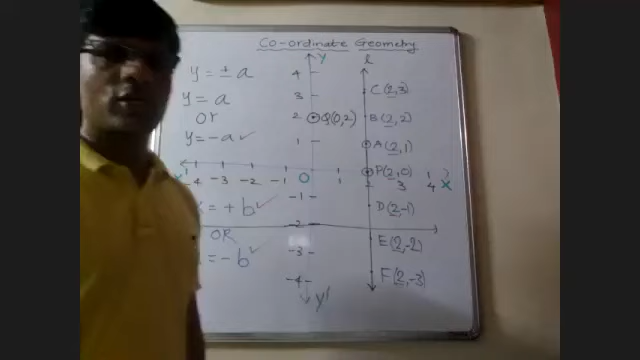 Co-ordinate Geometry
Y
l
y = ± a
4
C (2,3)
y = a
3
OR
2
Q(0,2)
B (2,2)
y = -a ✓
1
A (2,1)
P(2,0)
-4 -3 -2 -1 O 1 2 3 4 X
= + b ✓
-1
D (2,-1)
OR
-2
E (2,-2)
= - b ✓
-3
F (2,-3)
-4
Y'